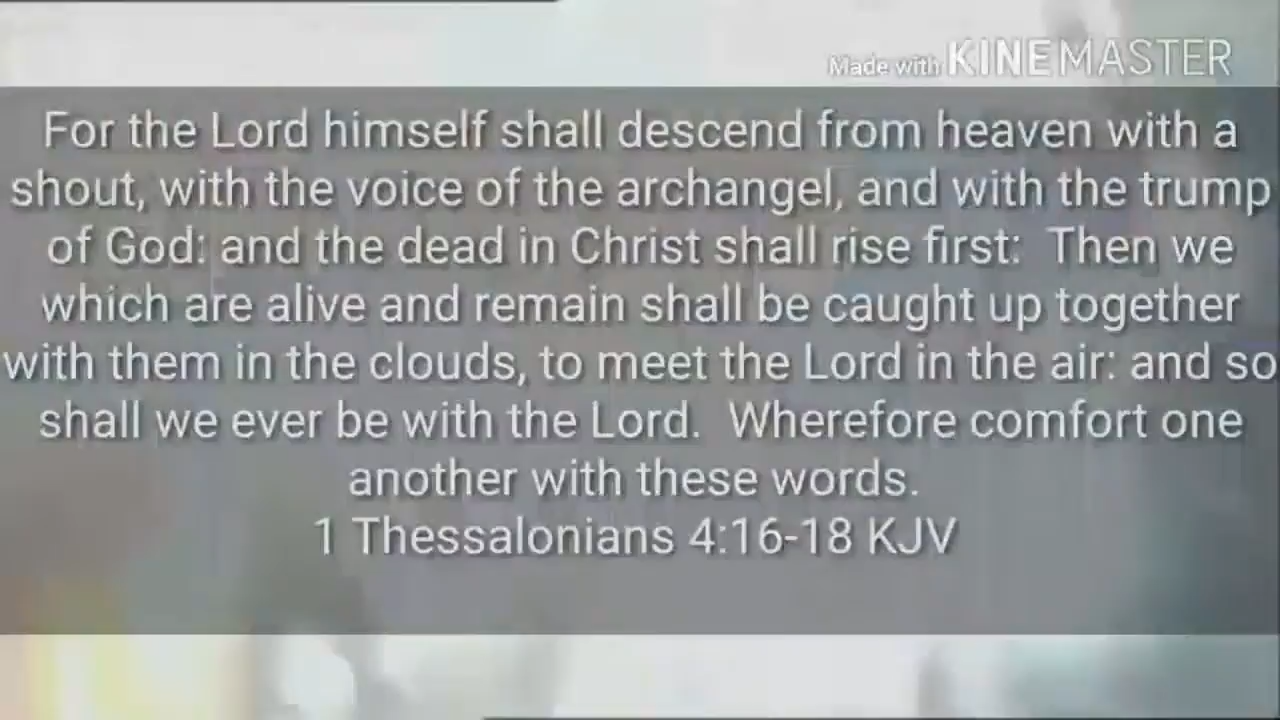 Made with KINEMASTER
For the Lord himself shall descend from heaven with a
shout, with the voice of the archangel, and with the trump
of God: and the dead in Christ shall rise first:  Then we
which are alive and remain shall be caught up together
with them in the clouds, to meet the Lord in the air: and so
shall we ever be with the Lord.  Wherefore comfort one
another with these words.
1 Thessalonians 4:16-18 KJV